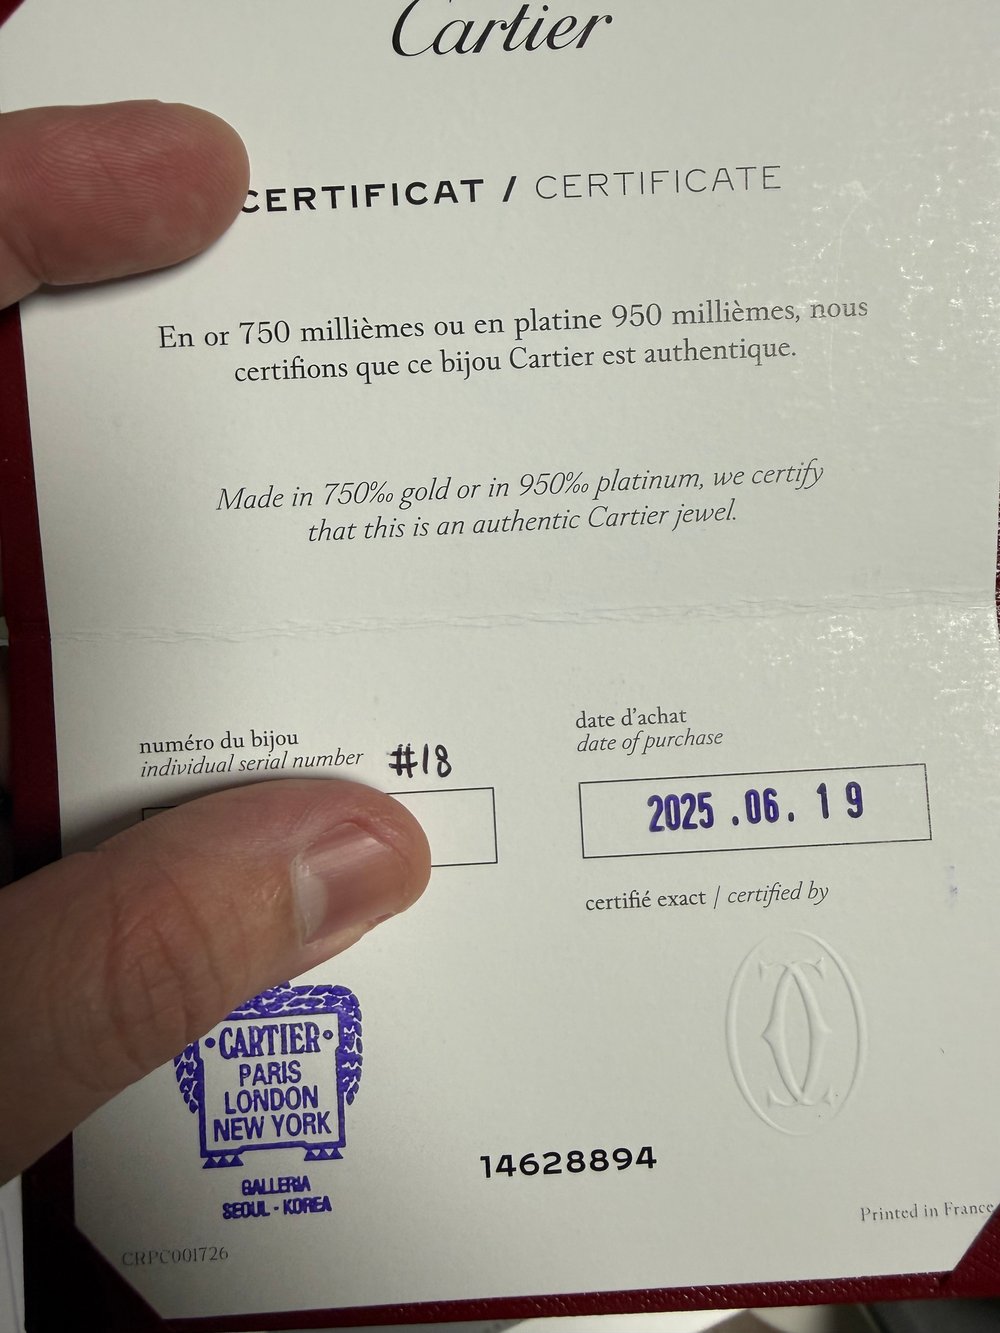 Cartier
CERTIFICAT / CERTIFICATE
En or 750 millièmes ou en platine 950 millièmes, nous
certifions que ce bijou Cartier est authentique.
Made in 750‰ gold or in 950‰ platinum, we certify
that this is an authentic Cartier jewel.
numéro du bijou
individual serial number #18
date d'achat
date of purchase
2025 .06. 19
certifié exact / certified by
·CARTIER·
PARIS
LONDON
NEW YORK
GALLERIA
SEOUL - KOREA
14628894
Printed in France
CRPC001726